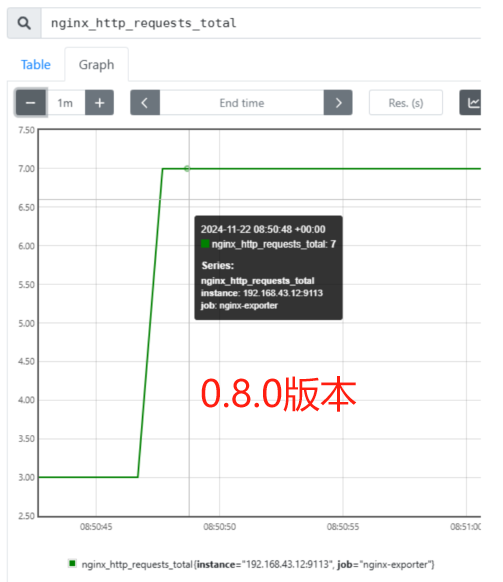 nginx_http_requests_total
Table
Graph
1m
End time
Res. (s)
7.50
7.00
6.50
6.00
5.50
5.00
4.50
4.00
3.50
3.00
2.50
2024-11-22 08:50:48 +00:00
nginx_http_requests_total: 7
Series:
nginx_http_requests_total
instance: 192.168.43.12:9113
job: nginx-exporter
0.8.0版本
08:50:45
08:50:50
08:50:55
08:51:00
nginx_http_requests_total{instance="192.168.43.12:9113", job="nginx-exporter"}